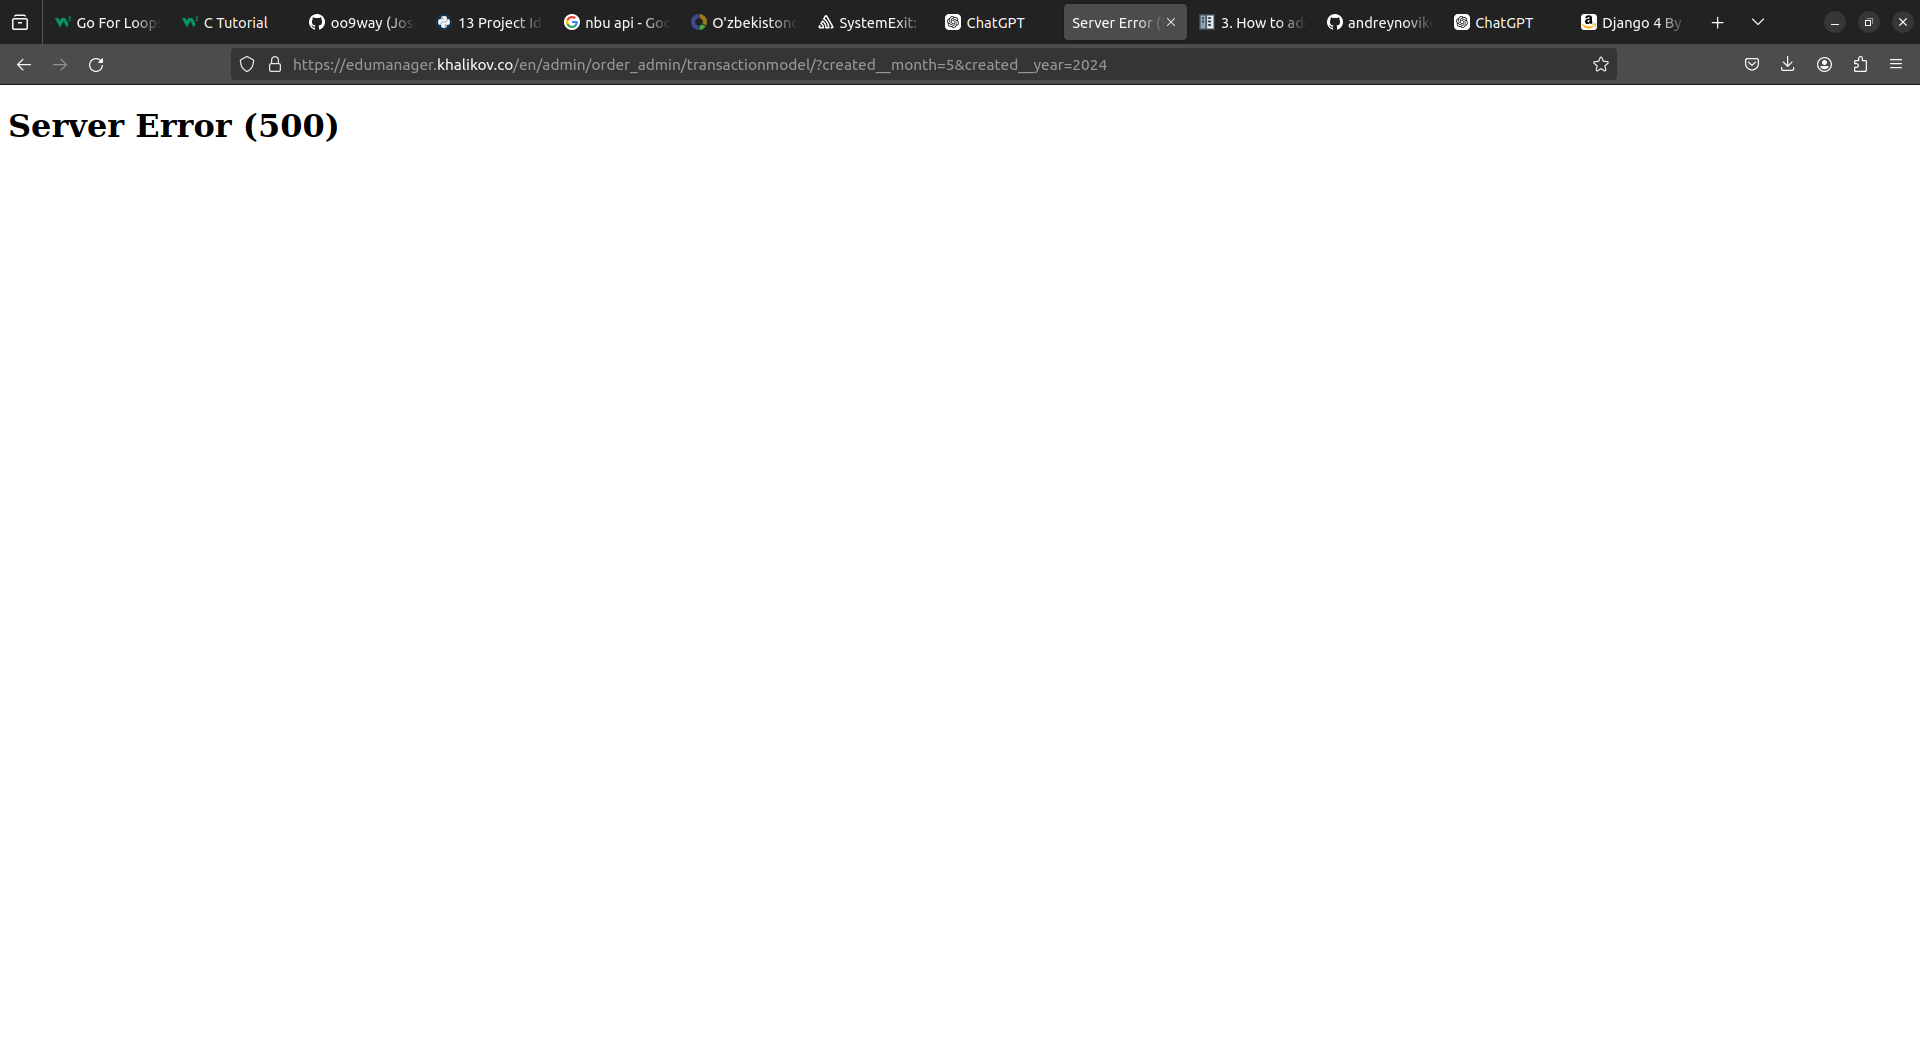 Go For Loop
C Tutorial
oo9way (Jos
13 Project Id
nbu api - Goo
O'zbekiston
SystemExit:
ChatGPT
Server Error (
3. How to ad
andreynovik
ChatGPT
Django 4 By
https://edumanager.khalikov.co/en/admin/order_admin/transactionmodel/?created__month=5&created__year=2024
Server Error (500)